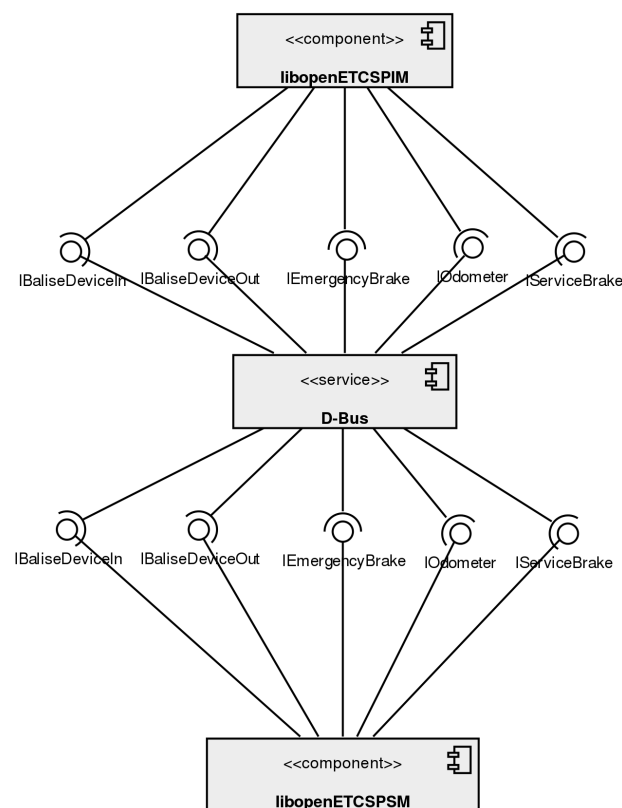 <<component>>
libopenETCSPIM
IBaliseDeviceIn IBaliseDeviceOut IEmergencyBrake IOdometer IServiceBrake
<<service>>
D-Bus
IBaliseDeviceIn IBaliseDeviceOut IEmergencyBrake IOdometer IServiceBrake
<<component>>
libopenETCSPSM